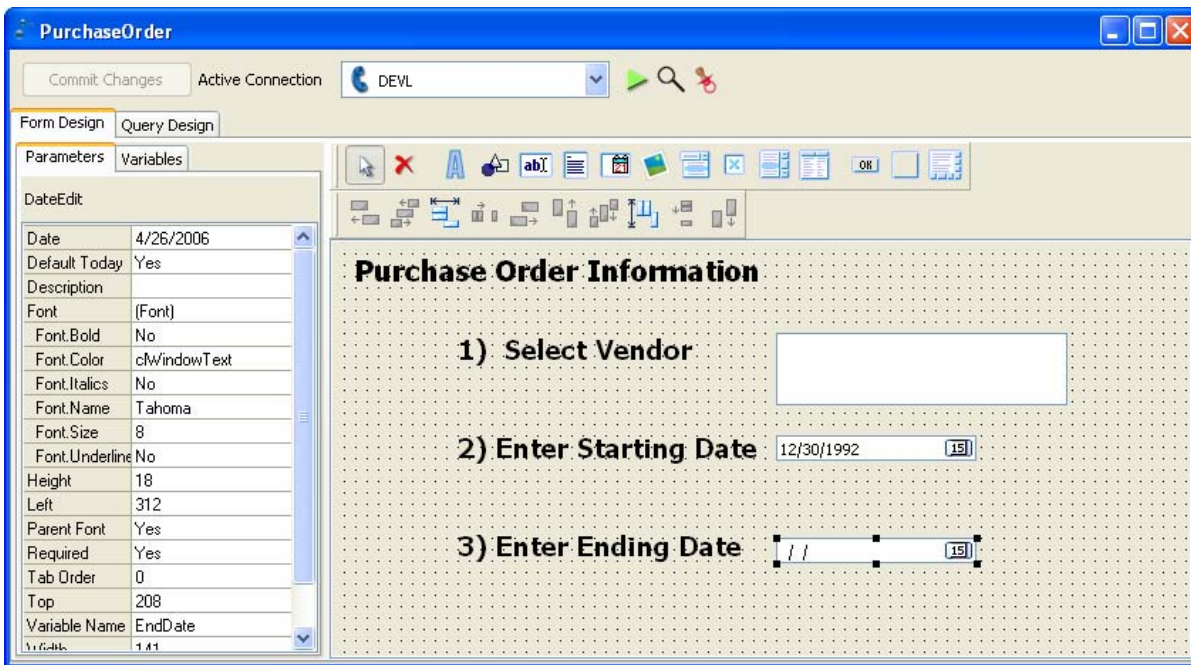 PurchaseOrder
Commit Changes Active Connection DEVL
Form Design Query Design
Parameters Variables
abI OK
DateEdit
Date 4/26/2006
Default Today Yes
Description
Font (Font)
Font.Bold No
Font.Color clWindowText
Font.Italics No
Font.Name Tahoma
Font.Size 8
Font.Underline No
Height 18
Left 312
Parent Font Yes
Required Yes
Tab Order 0
Top 208
Variable Name EndDate
Width 141
Purchase Order Information
1) Select Vendor
2) Enter Starting Date 12/30/1992 15
3) Enter Ending Date / / 15